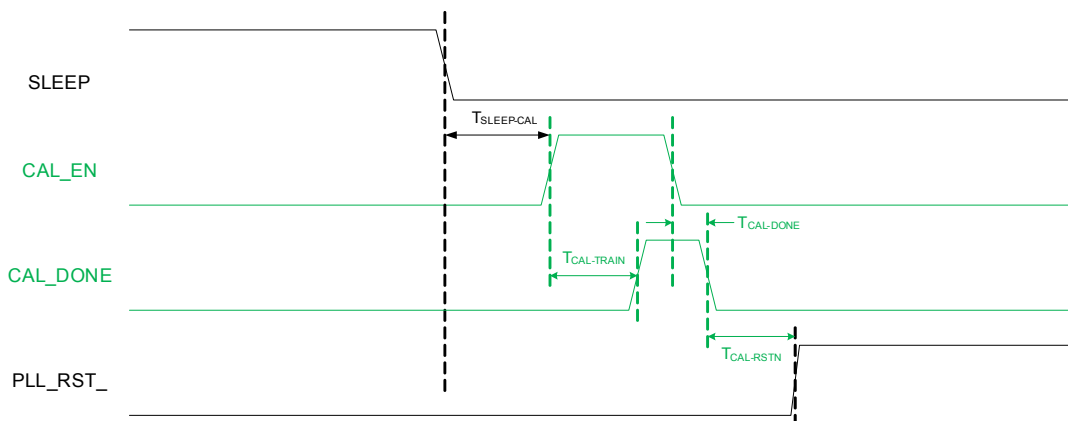 SLEEP
TSLEEP-CAL
CAL_EN
TCAL-DONE
TCAL-TRAIN
CAL_DONE
TCAL-RSTN
PLL_RST_